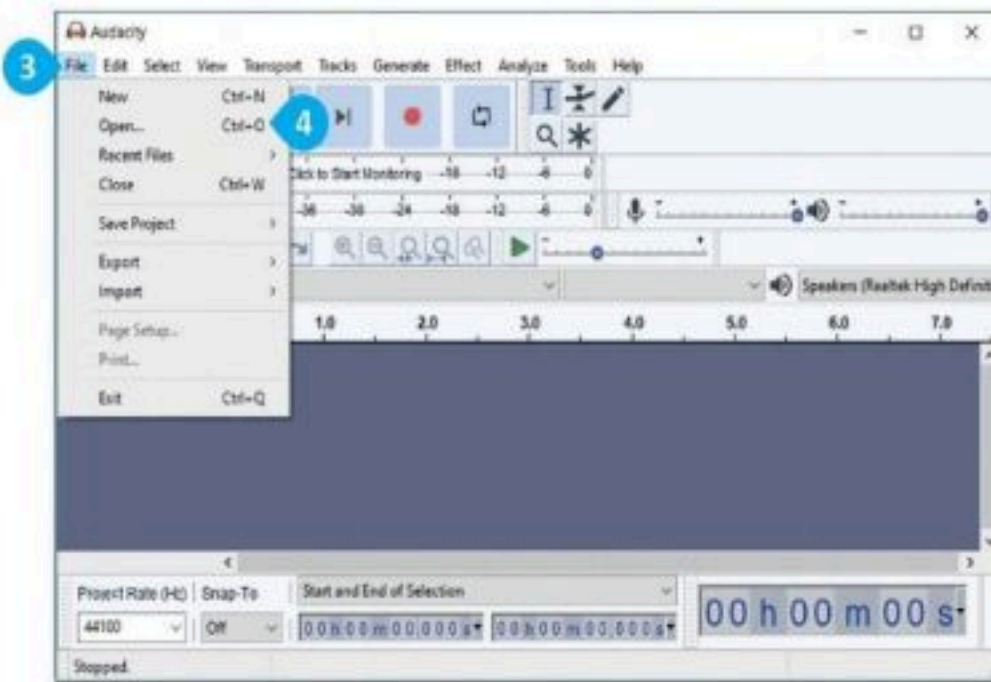 Audacity
3
File Edit Select View Transport Tracks Generate Effect Analyze Tools Help
New Ctrl+N
Open... Ctrl+O
4
Recent Files
Close Ctrl+W
Save Project
Export
Import
Page Setup...
Print...
Exit Ctrl+Q
Click to Start Monitoring -18 -12 -6 0
-36 -30 -24 -18 -12 -6 0
Speakers (Realtek High Definit
1.0 2.0 3.0 4.0 5.0 6.0 7.0
Project Rate (Hz) Snap-To Start and End of Selection
44100 Off 00h00m00.000s 00h00m00.000s
00 h 00 m 00 s
Stopped.